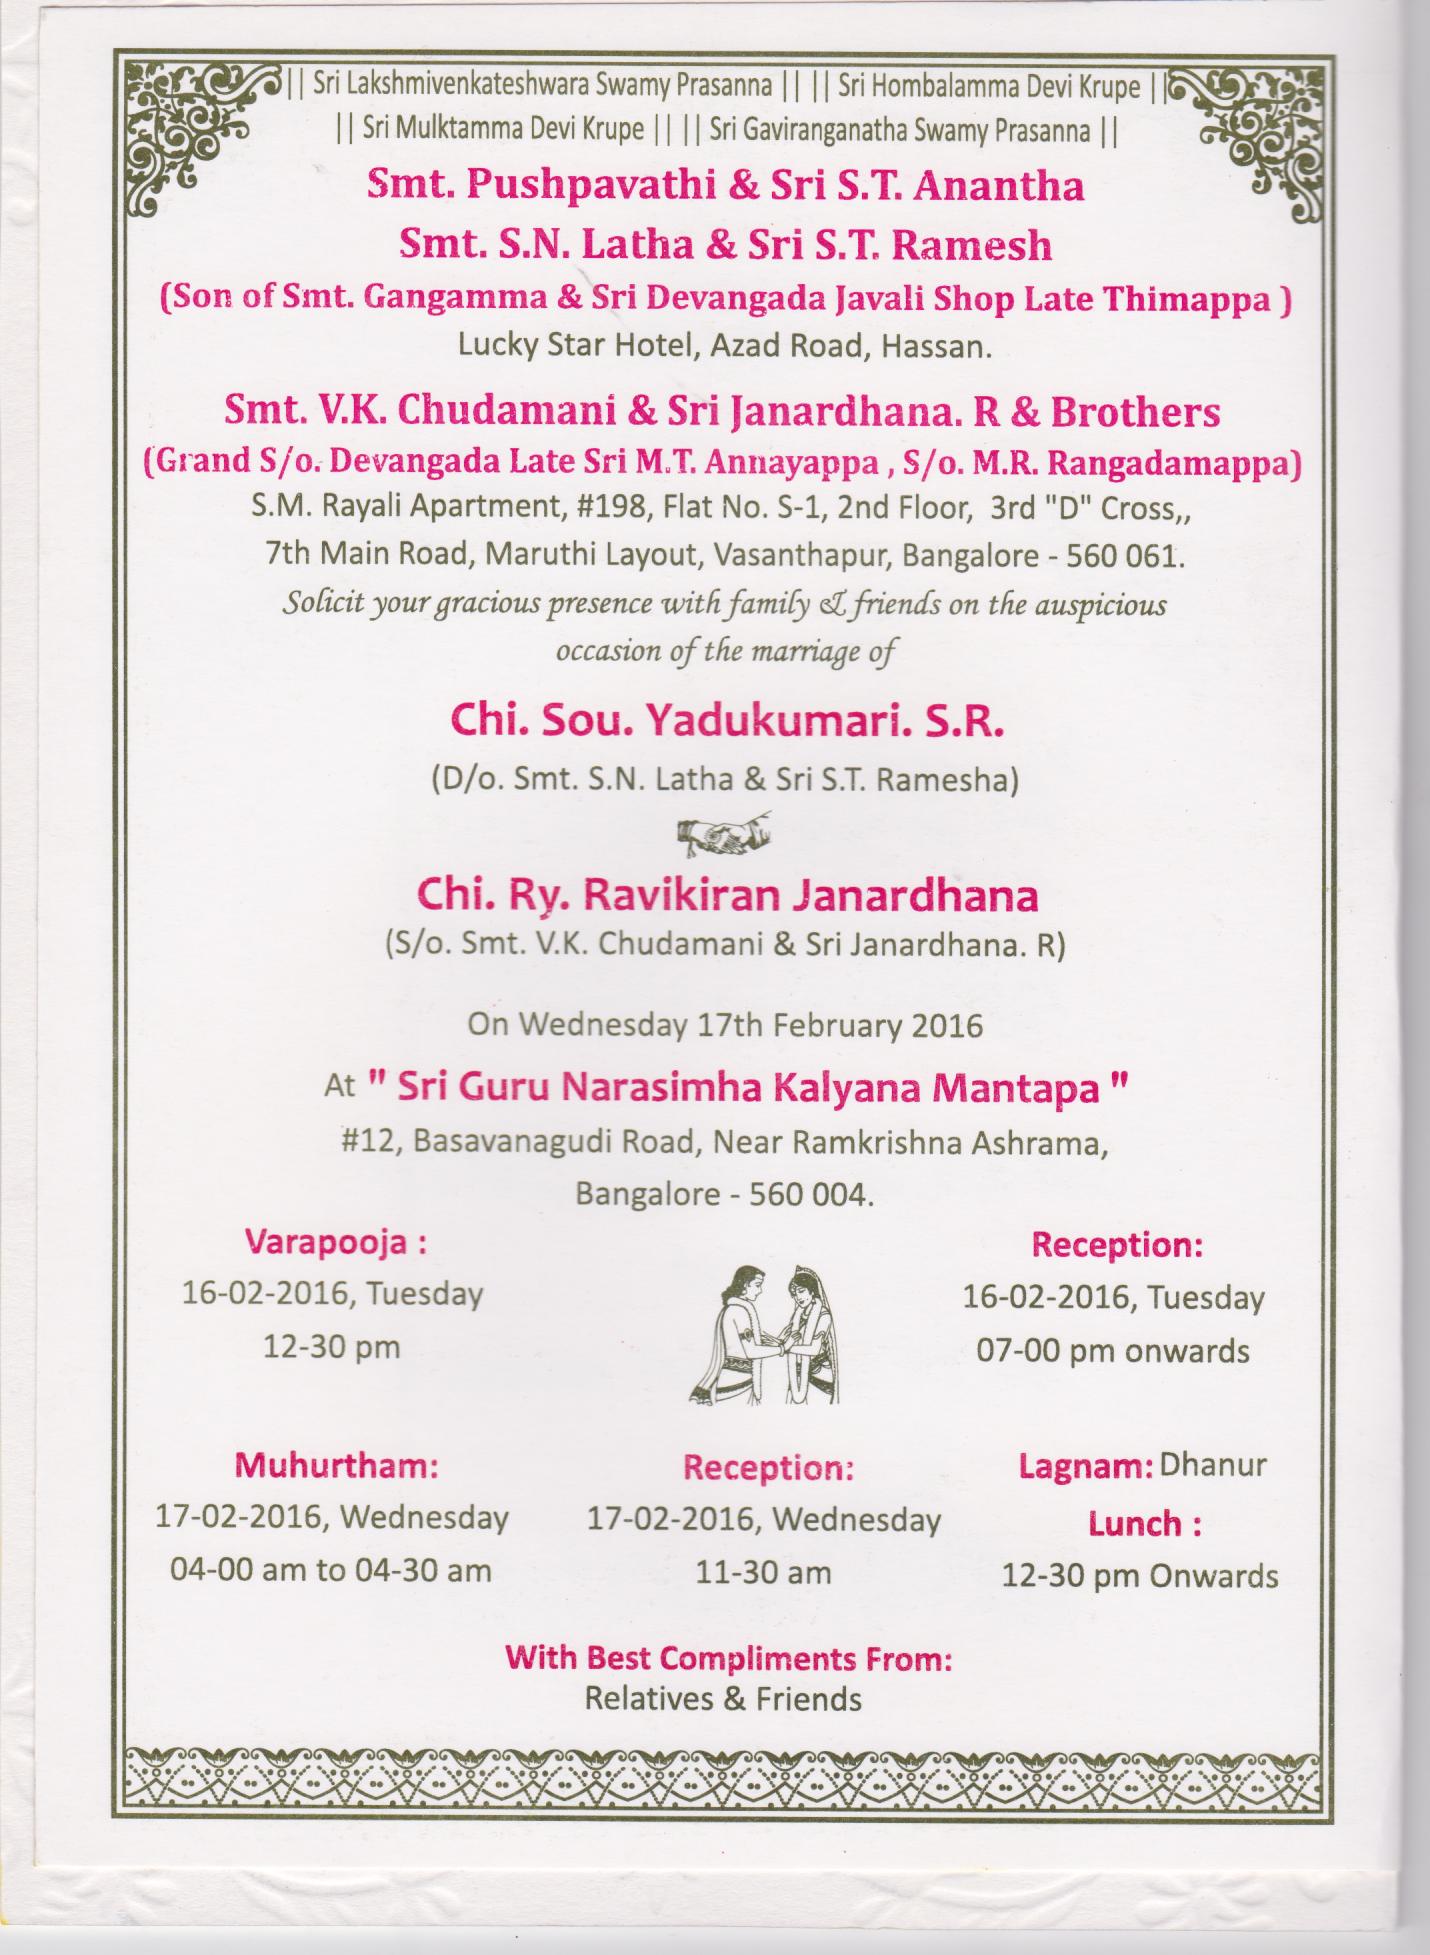 || Sri Lakshmivenkateshwara Swamy Prasanna || || Sri Hombalamma Devi Krupe ||
|| Sri Mulktamma Devi Krupe || || Sri Gaviranganatha Swamy Prasanna ||
Smt. Pushpavathi & Sri S.T. Anantha
Smt. S.N. Latha & Sri S.T. Ramesh
(Son of Smt. Gangamma & Sri Devangada Javali Shop Late Thimappa )
Lucky Star Hotel, Azad Road, Hassan.
Smt. V.K. Chudamani & Sri Janardhana. R & Brothers
(Grand S/o. Devangada Late Sri M.T. Annayappa , S/o. M.R. Rangadamappa)
S.M. Rayali Apartment, #198, Flat No. S-1, 2nd Floor, 3rd "D" Cross,,
7th Main Road, Maruthi Layout, Vasanthapur, Bangalore - 560 061.
Solicit your gracious presence with family & friends on the auspicious
occasion of the marriage of
Chi. Sou. Yadukumari. S.R.
(D/o. Smt. S.N. Latha & Sri S.T. Ramesha)
Chi. Ry. Ravikiran Janardhana
(S/o. Smt. V.K. Chudamani & Sri Janardhana. R)
On Wednesday 17th February 2016
At " Sri Guru Narasimha Kalyana Mantapa "
#12, Basavanagudi Road, Near Ramkrishna Ashrama,
Bangalore - 560 004.
Varapooja :
16-02-2016, Tuesday
12-30 pm
Reception:
16-02-2016, Tuesday
07-00 pm onwards
Muhurtham:
17-02-2016, Wednesday
04-00 am to 04-30 am
Reception:
17-02-2016, Wednesday
11-30 am
Lagnam: Dhanur
Lunch :
12-30 pm Onwards
With Best Compliments From:
Relatives & Friends